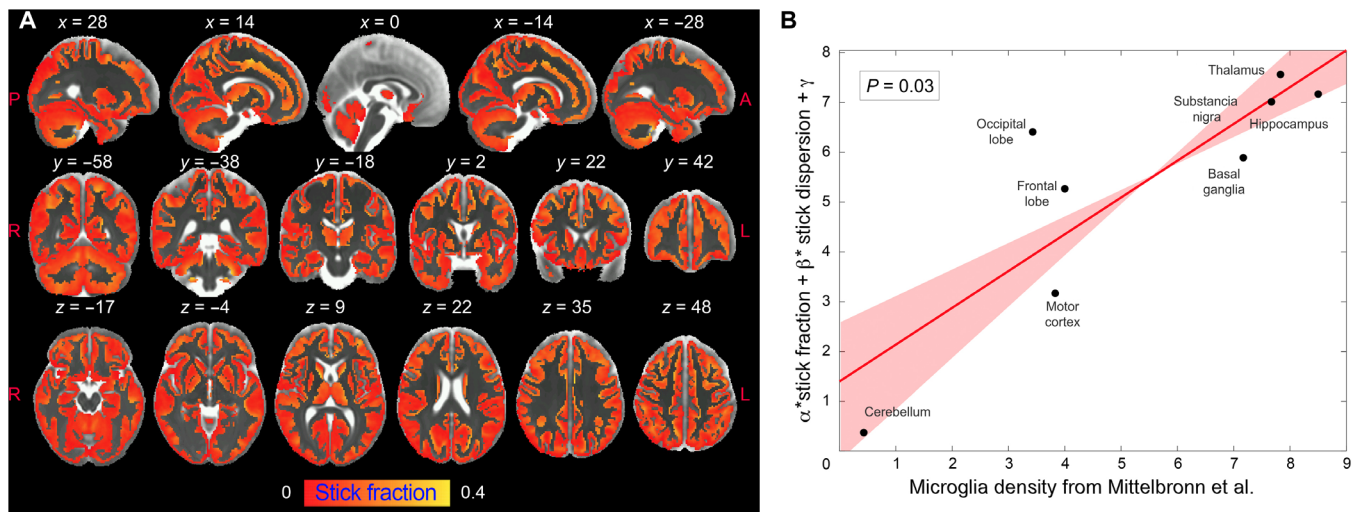 A
x = 28 x = 14 x = 0 x = −14 x = −28
P A
y = −58 y = −38 y = −18 y = 2 y = 22 y = 42
R L
z = −17 z = −4 z = 9 z = 22 z = 35 z = 48
R L
0 Stick fraction 0.4
B
α*stick fraction + β* stick dispersion + γ
8
7
6
5
4
3
2
1
P = 0.03
Thalamus
Substancia
nigra
Hippocampus
Occipital
lobe
Basal
ganglia
Frontal
lobe
Motor
cortex
Cerebellum
0 1 2 3 4 5 6 7 8 9
Microglia density from Mittelbronn et al.